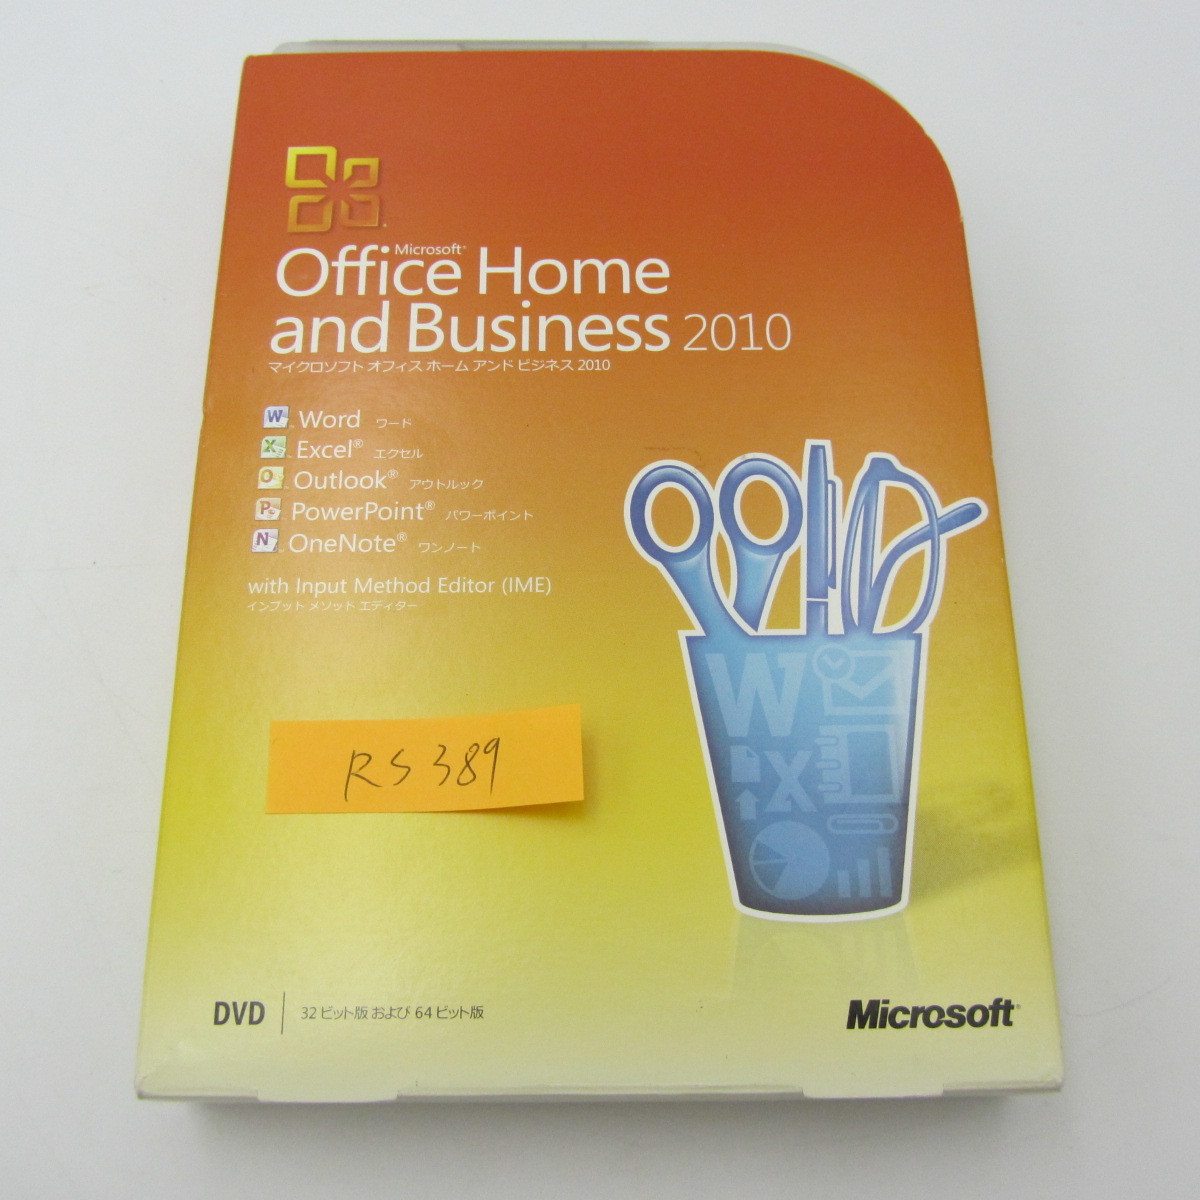 Microsoft®
Office Home
and Business 2010
マイクロソフト オフィス ホーム アンド ビジネス 2010
Word ワード
Excel® エクセル
Outlook® アウトルック
PowerPoint® パワーポイント
OneNote® ワンノート
with Input Method Editor (IME)
インプット メソッド エディター
RS389
W
X
DVD 32 ビット版 および 64 ビット版
Microsoft®